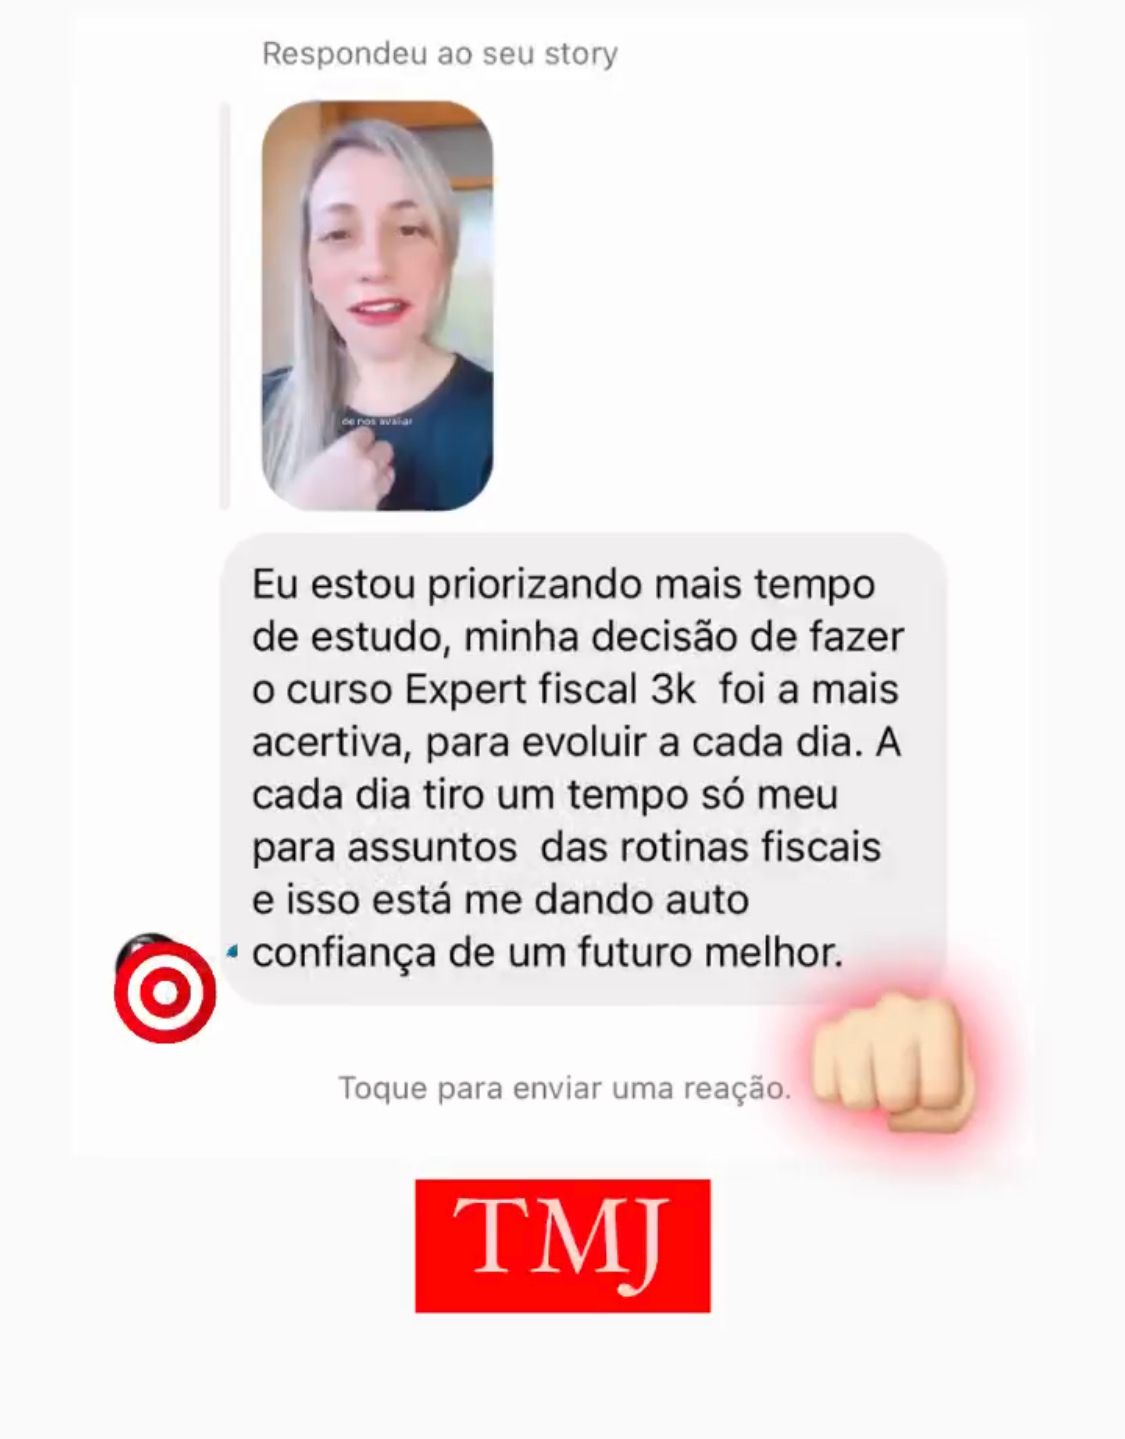 Respondeu ao seu story
de nos avaliar
Eu estou priorizando mais tempo
de estudo, minha decisão de fazer
o curso Expert fiscal 3k  foi a mais
acertiva, para evoluir a cada dia. A
cada dia tiro um tempo só meu
para assuntos  das rotinas fiscais
e isso está me dando auto
confiança de um futuro melhor.
Toque para enviar uma reação.
TMJ